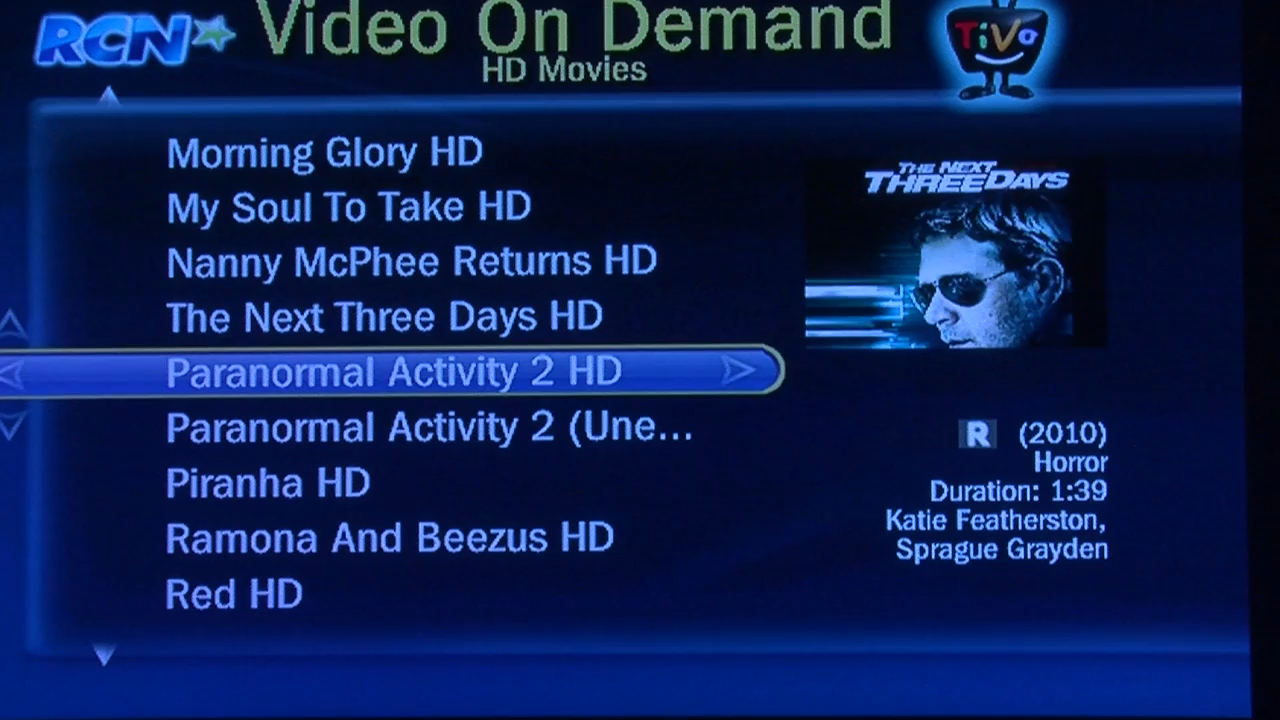 RCN
Video On Demand
TiVo
HD Movies
Morning Glory HD
My Soul To Take HD
Nanny McPhee Returns HD
The Next Three Days HD
Paranormal Activity 2 HD
Paranormal Activity 2 (Une...
Piranha HD
Ramona And Beezus HD
Red HD
THE NEXT
THREE DAYS
R (2010)
Horror
Duration: 1:39
Katie Featherston,
Sprague Grayden